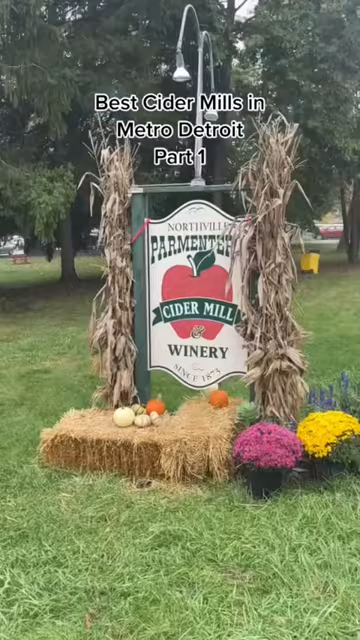 Best Cider Mills in
Metro Detroit
Part 1
NORTHVILLE
PARMENTER
CIDER MILL
&
WINERY
SINCE 1873